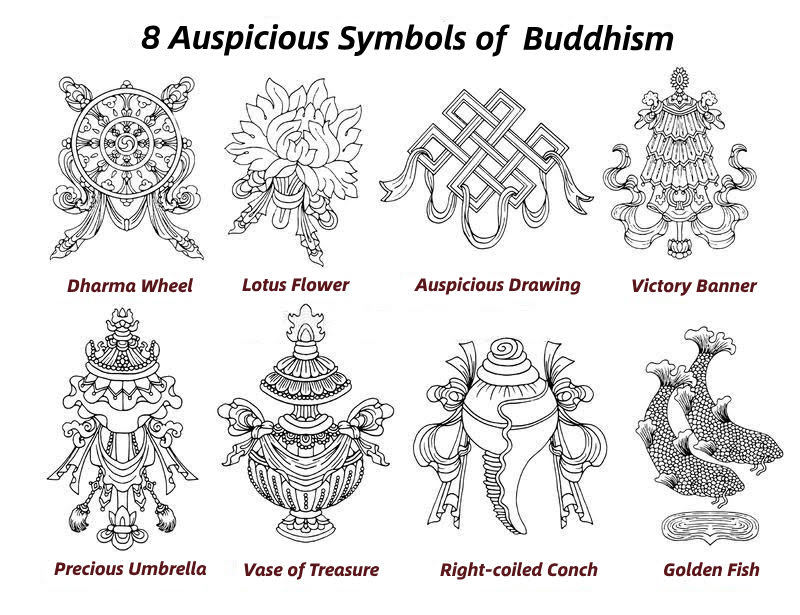 8 Auspicious Symbols of Buddhism
Dharma Wheel
Lotus Flower
Auspicious Drawing
Victory Banner
Precious Umbrella
Vase of Treasure
Right-coiled Conch
Golden Fish